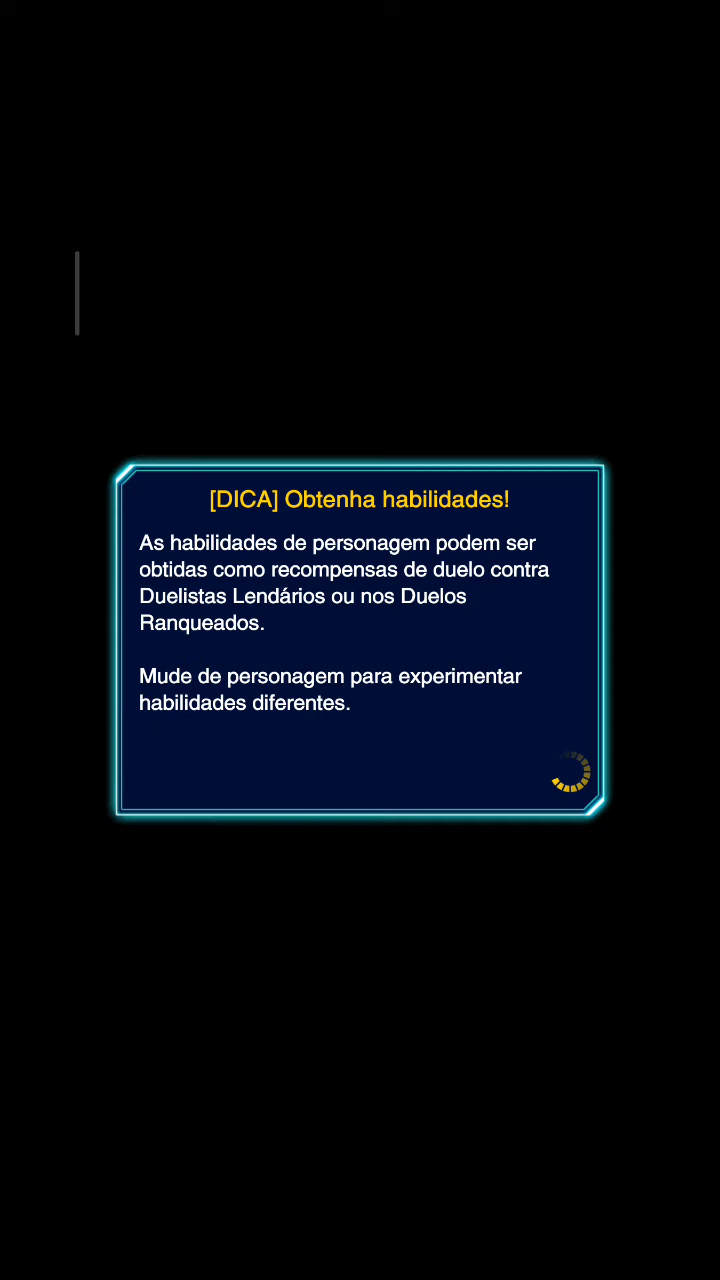 [DICA] Obtenha habilidades!
As habilidades de personagem podem ser
obtidas como recompensas de duelo contra
Duelistas Lendários ou nos Duelos
Ranqueados.
Mude de personagem para experimentar
habilidades diferentes.